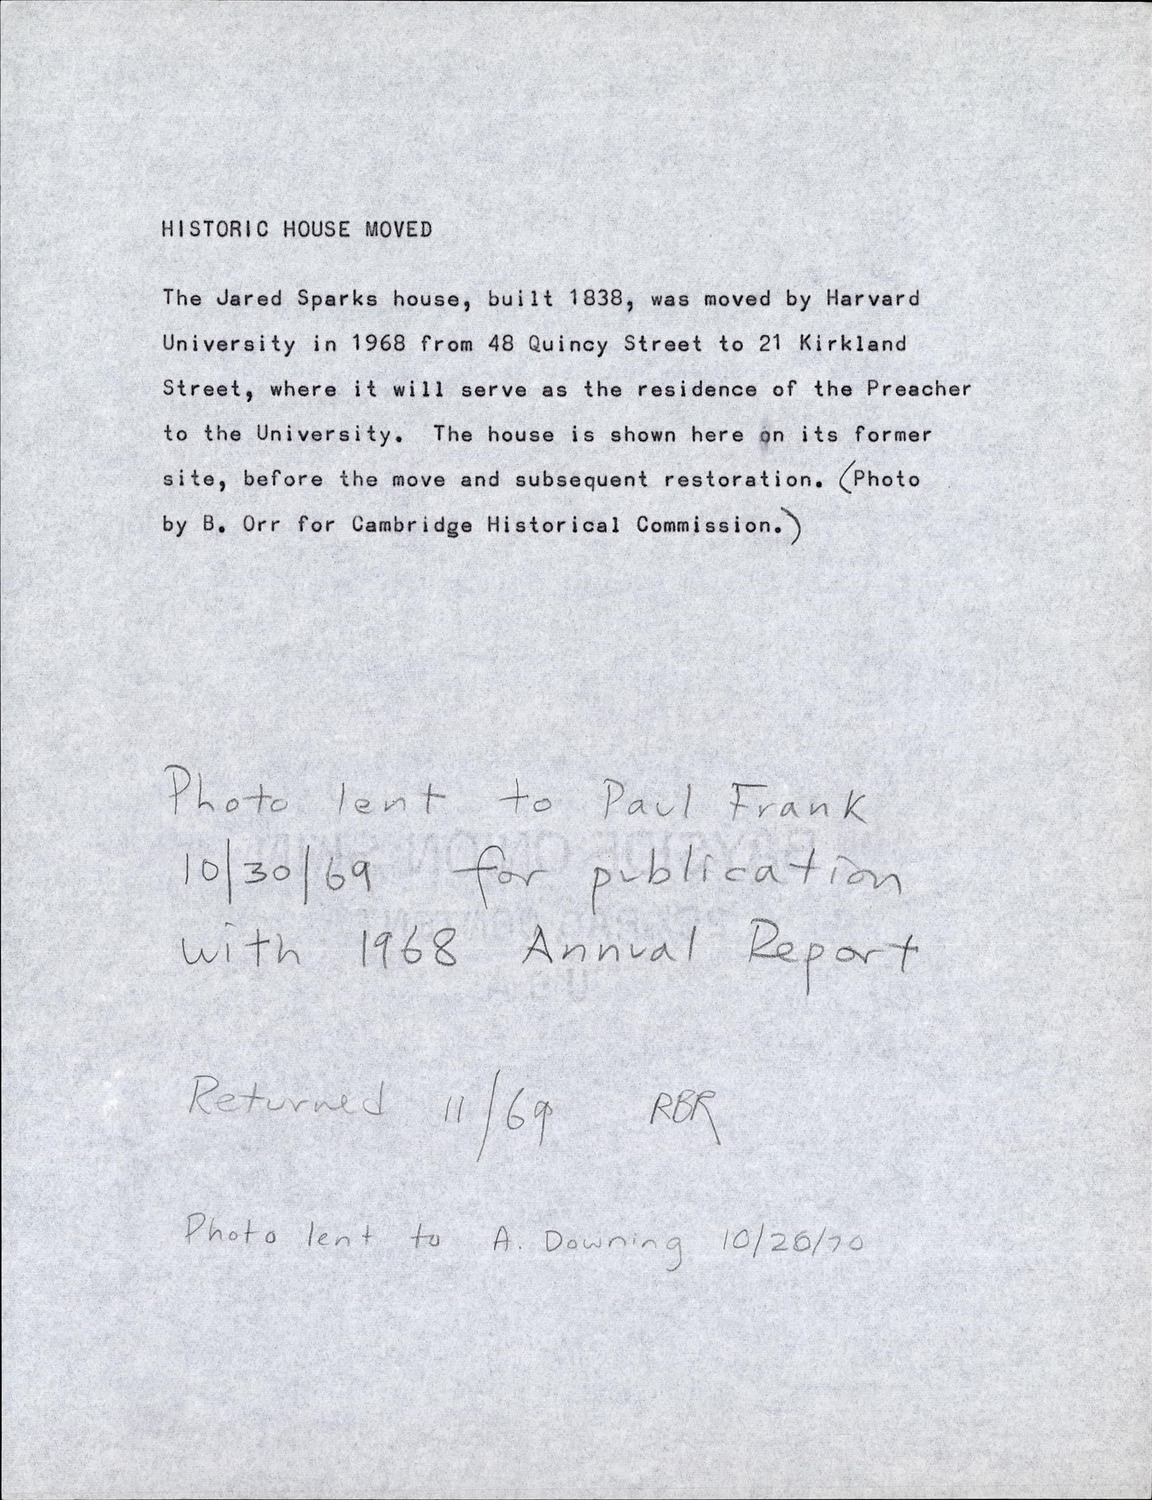 HISTORIC HOUSE MOVED
The Jared Sparks house, built 1838, was moved by Harvard
University in 1968 from 48 Quincy Street to 21 Kirkland
Street, where it will serve as the residence of the Preacher
to the University. The house is shown here on its former
site, before the move and subsequent restoration. (Photo
by B. Orr for Cambridge Historical Commission.)
Photo lent to Paul Frank
10/30/69 for publication
with 1968 Annual Report
Returned 11/69 RBR
Photo lent to A. Downing 10/26/70